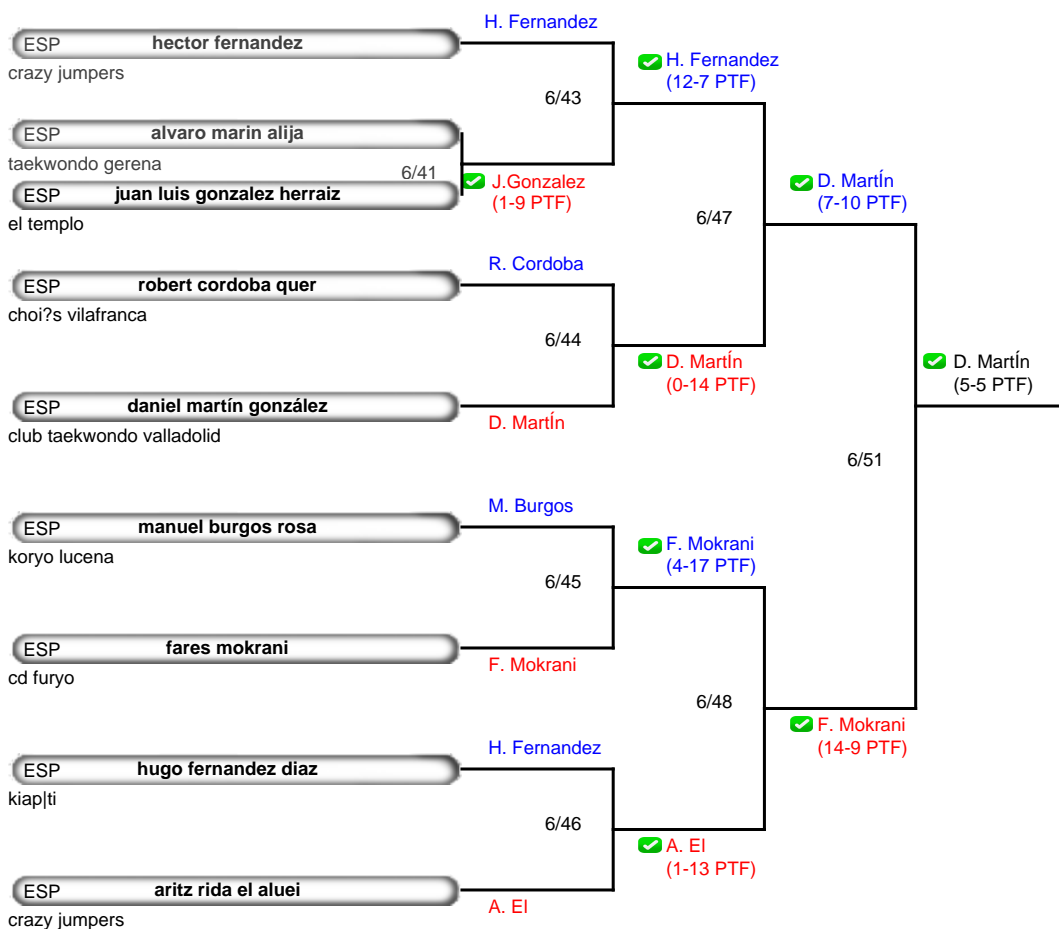 H. Fernandez
ESP hector fernandez
crazy jumpers
H. Fernandez
(12-7 PTF)
6/43
ESP alvaro marin alija
taekwondo gerena
6/41
J.Gonzalez
(1-9 PTF)
ESP juan luis gonzalez herraiz
el templo
D. MartÍn
(7-10 PTF)
6/47
R. Cordoba
ESP robert cordoba quer
choi?s vilafranca
6/44
D. MartÍn
(0-14 PTF)
D. MartÍn
(5-5 PTF)
ESP daniel martín gonzález
club taekwondo valladolid
D. MartÍn
6/51
M. Burgos
ESP manuel burgos rosa
koryo lucena
F. Mokrani
(4-17 PTF)
6/45
ESP fares mokrani
cd furyo
F. Mokrani
6/48
F. Mokrani
(14-9 PTF)
H. Fernandez
ESP hugo fernandez diaz
kiap|ti
6/46
A. El
(1-13 PTF)
ESP aritz rida el aluei
crazy jumpers
A. El